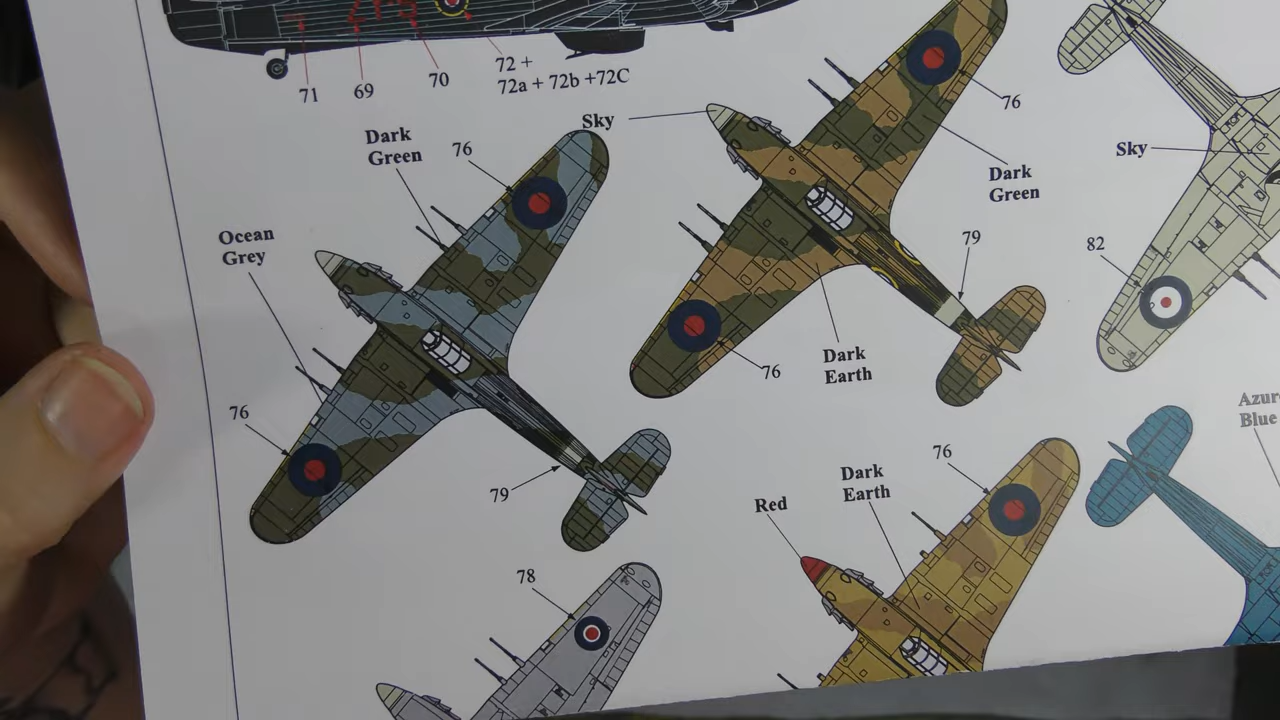 71
69
70
72 +
72a + 72b +72C
Dark
Green
76
Sky
76
Dark
Green
Sky
Ocean
Grey
79
82
76
Dark
Earth
76
79
Azur
Blue
Red
Dark
Earth
76
78